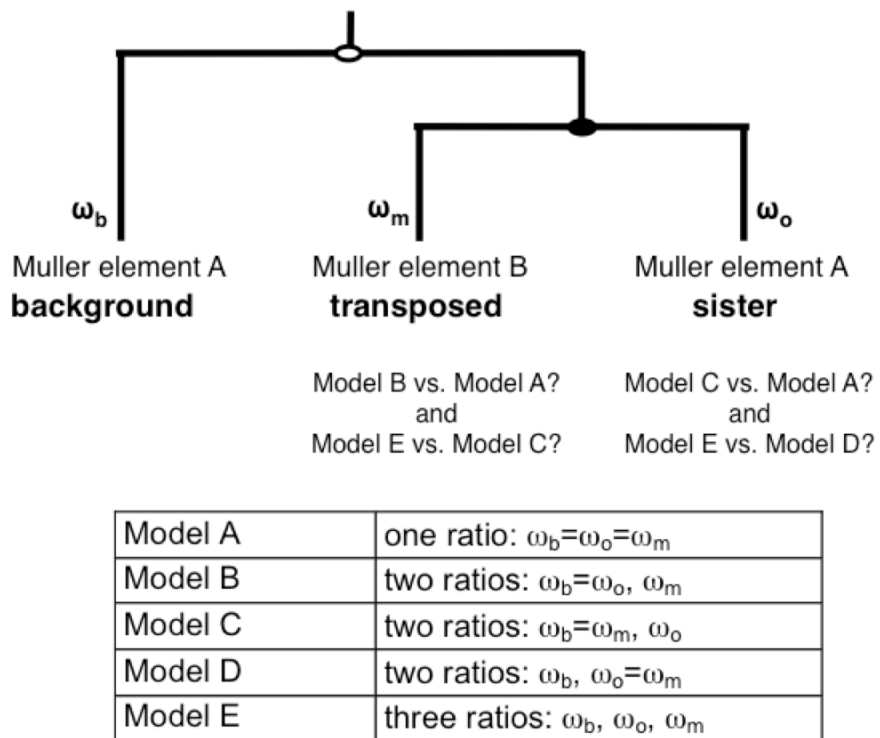 ω_b ω_m ω_o
Muller element A Muller element B Muller element A
background transposed sister
Model B vs. Model A? Model C vs. Model A?
and and
Model E vs. Model C? Model E vs. Model D?
Model A one ratio: ω_b=ω_o=ω_m
Model B two ratios: ω_b=ω_o, ω_m
Model C two ratios: ω_b=ω_m, ω_o
Model D two ratios: ω_b, ω_o=ω_m
Model E three ratios: ω_b, ω_o, ω_m